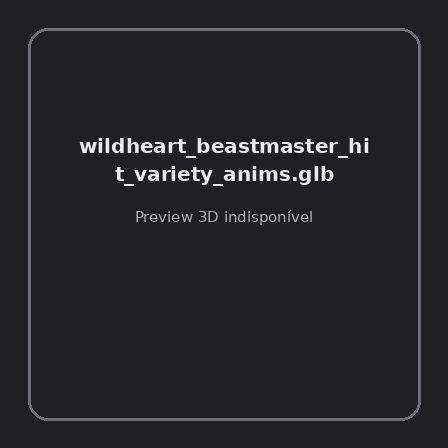 wildheart_beastmaster_hi
t_variety_anims.glb
Preview 3D indisponível